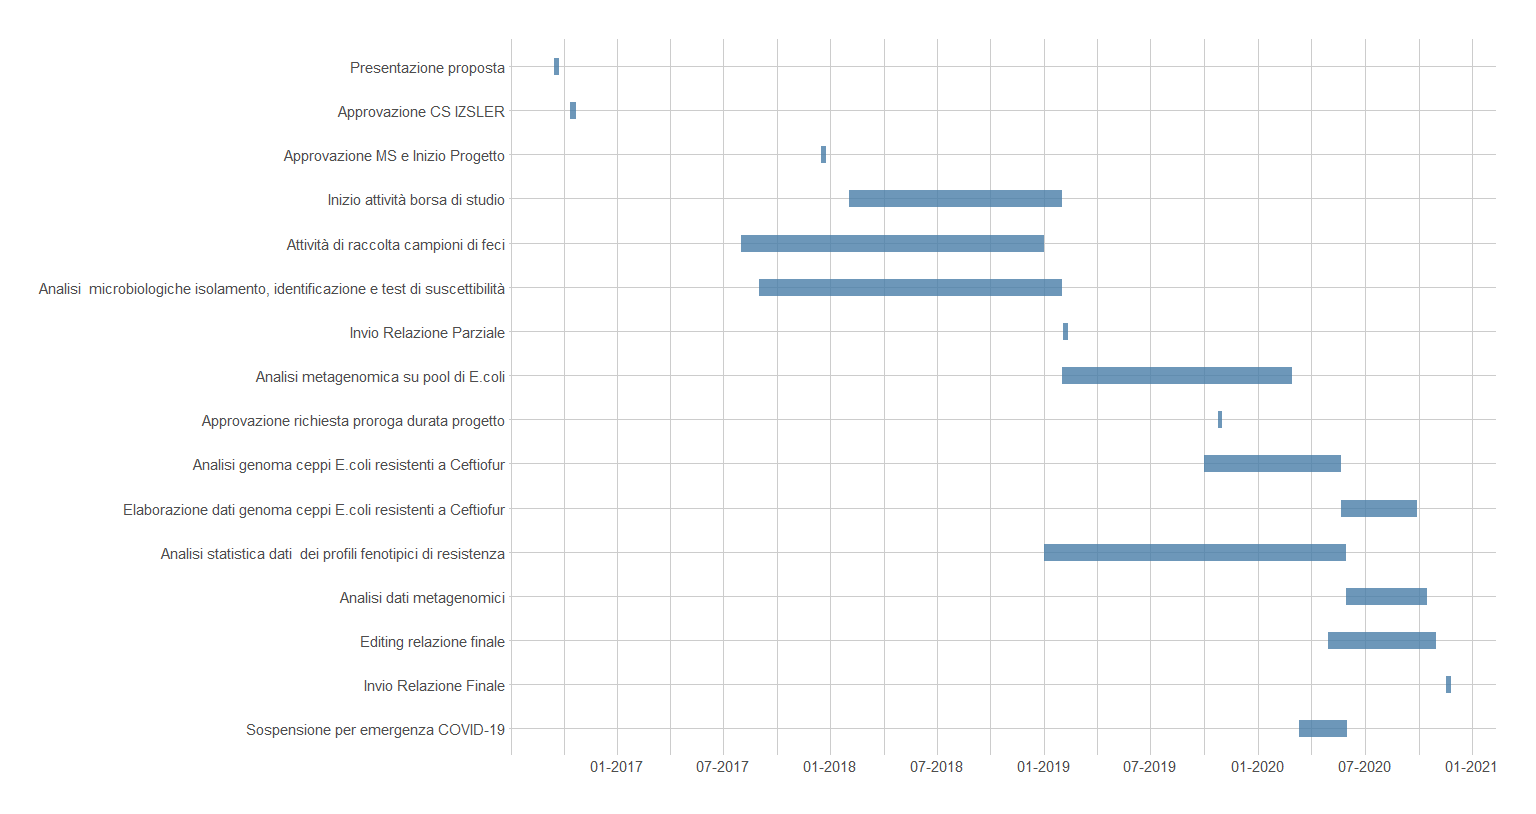 Presentazione proposta
Approvazione CS IZSLER
Approvazione MS e Inizio Progetto
Inizio attività borsa di studio
Attività di raccolta campioni di feci
Analisi  microbiologiche isolamento, identificazione e test di suscettibilità
Invio Relazione Parziale
Analisi metagenomica su pool di E.coli
Approvazione richiesta proroga durata progetto
Analisi genoma ceppi E.coli resistenti a Ceftiofur
Elaborazione dati genoma ceppi E.coli resistenti a Ceftiofur
Analisi statistica dati  dei profili fenotipici di resistenza
Analisi dati metagenomici
Editing relazione finale
Invio Relazione Finale
Sospensione per emergenza COVID-19
01-2017 07-2017 01-2018 07-2018 01-2019 07-2019 01-2020 07-2020 01-2021